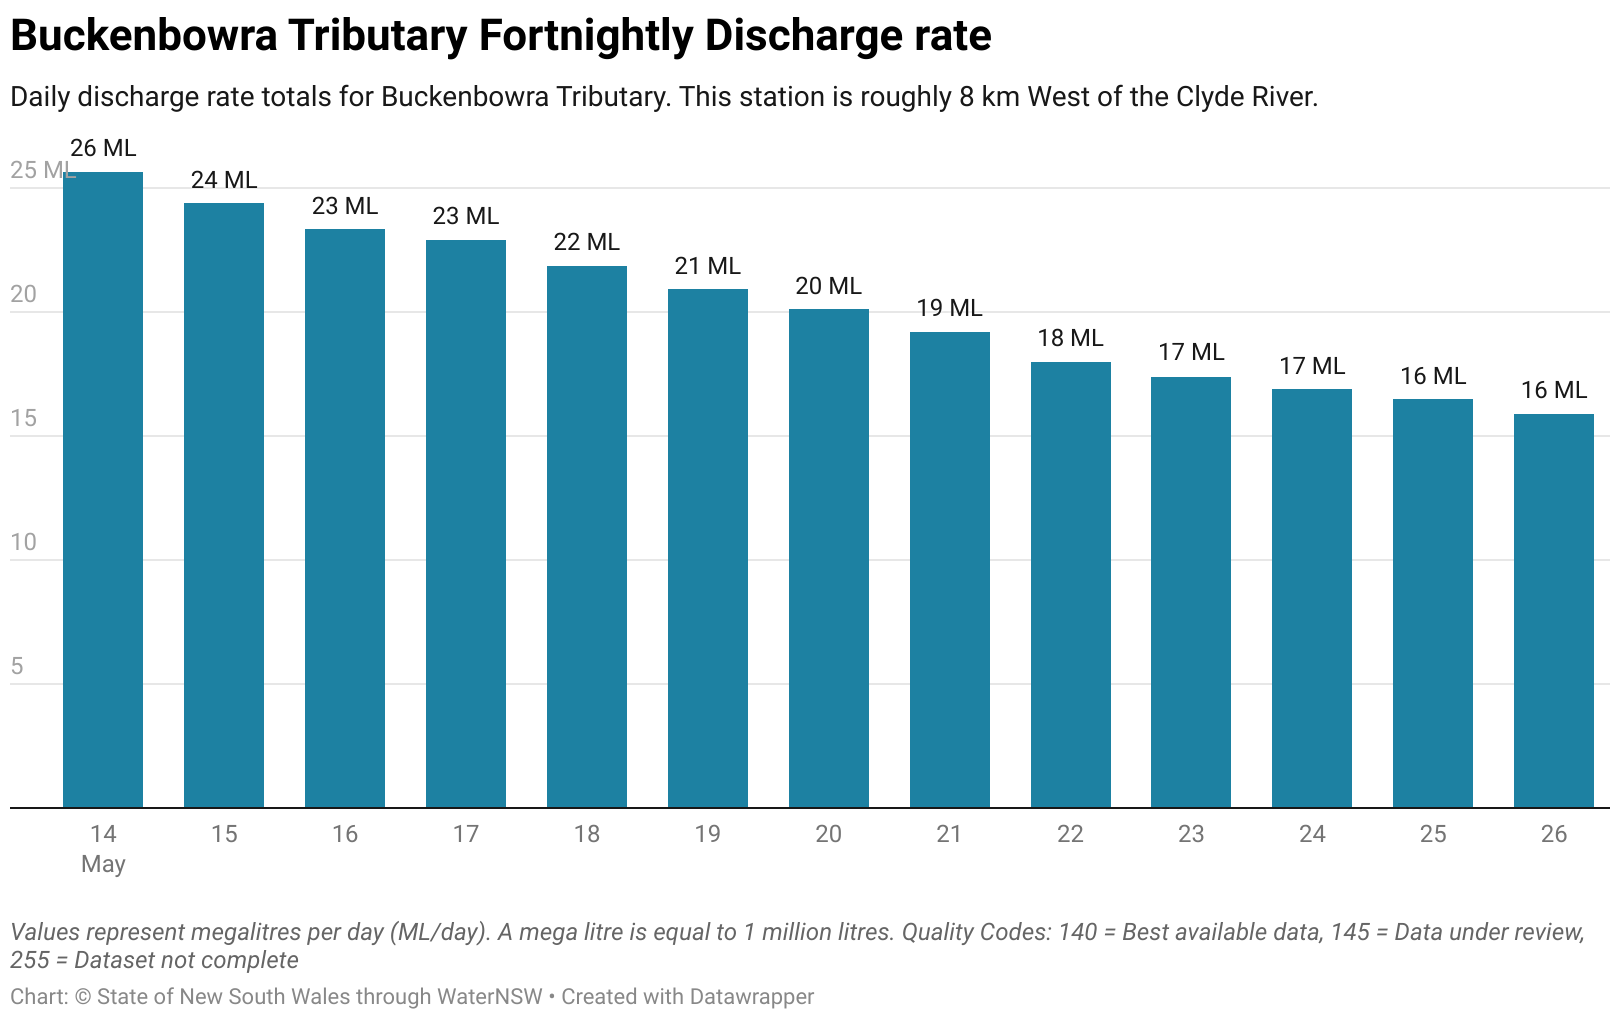 Buckenbowra Tributary Fortnightly Discharge rate
Daily discharge rate totals for Buckenbowra Tributary. This station is roughly 8 km West of the Clyde River.
26 ML
25 ML
24 ML
23 ML
23 ML
22 ML
21 ML
20 ML
20
19 ML
18 ML
17 ML
17 ML
16 ML
16 ML
15
10
5
14 15 16 17 18 19 20 21 22 23 24 25 26
May
Values represent megalitres per day (ML/day). A mega litre is equal to 1 million litres. Quality Codes: 140 = Best available data, 145 = Data under review,
255 = Dataset not complete
Chart: © State of New South Wales through WaterNSW • Created with Datawrapper